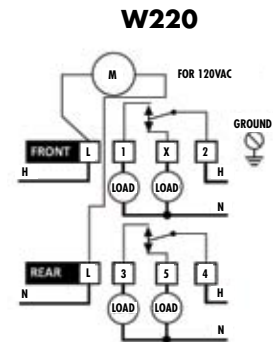 W220
M FOR 120VAC
GROUND
FRONT L 1 X 2
H LOAD LOAD H
N
REAR L 3 5 4
N LOAD LOAD H
N